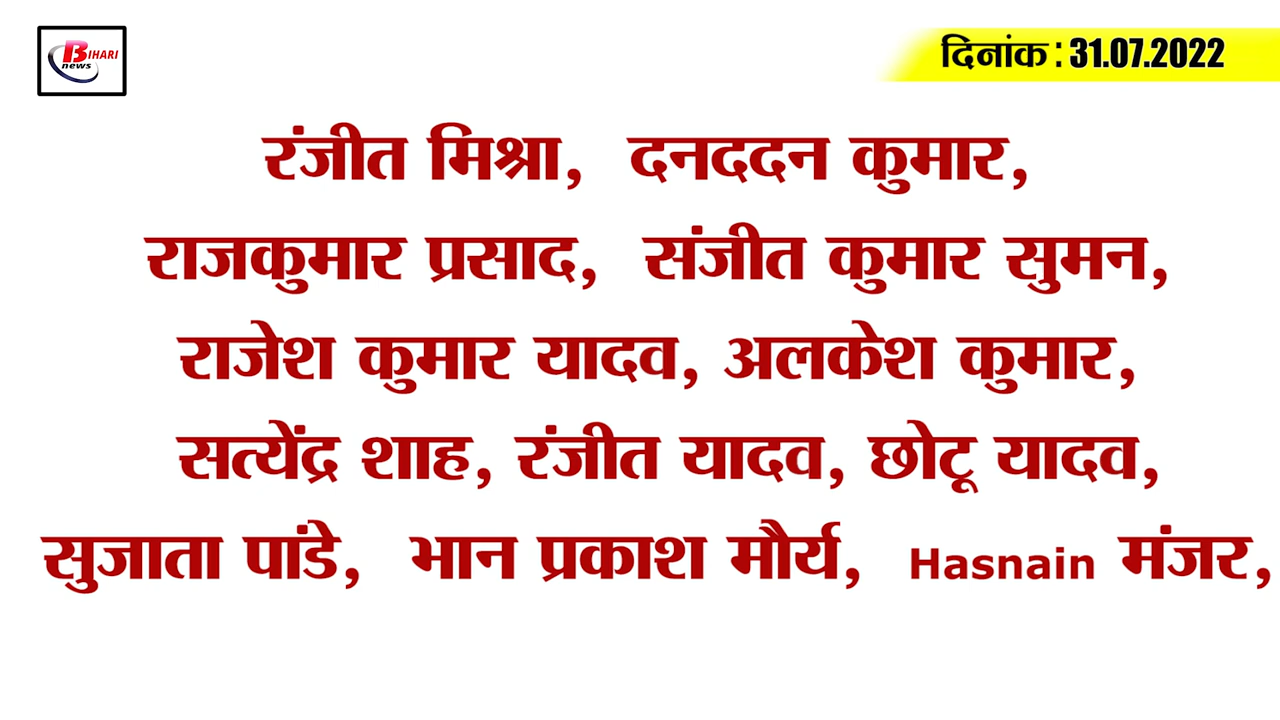 BIHARI
news
दिनांक : 31.07.2022
रंजीत मिश्रा, दनददन कुमार,
राजकुमार प्रसाद, संजीत कुमार सुमन,
राजेश कुमार यादव, अलकेश कुमार,
सत्येंद्र शाह, रंजीत यादव, छोटू यादव,
सुजाता पांडे, भान प्रकाश मौर्य, Hasnain मंजर,